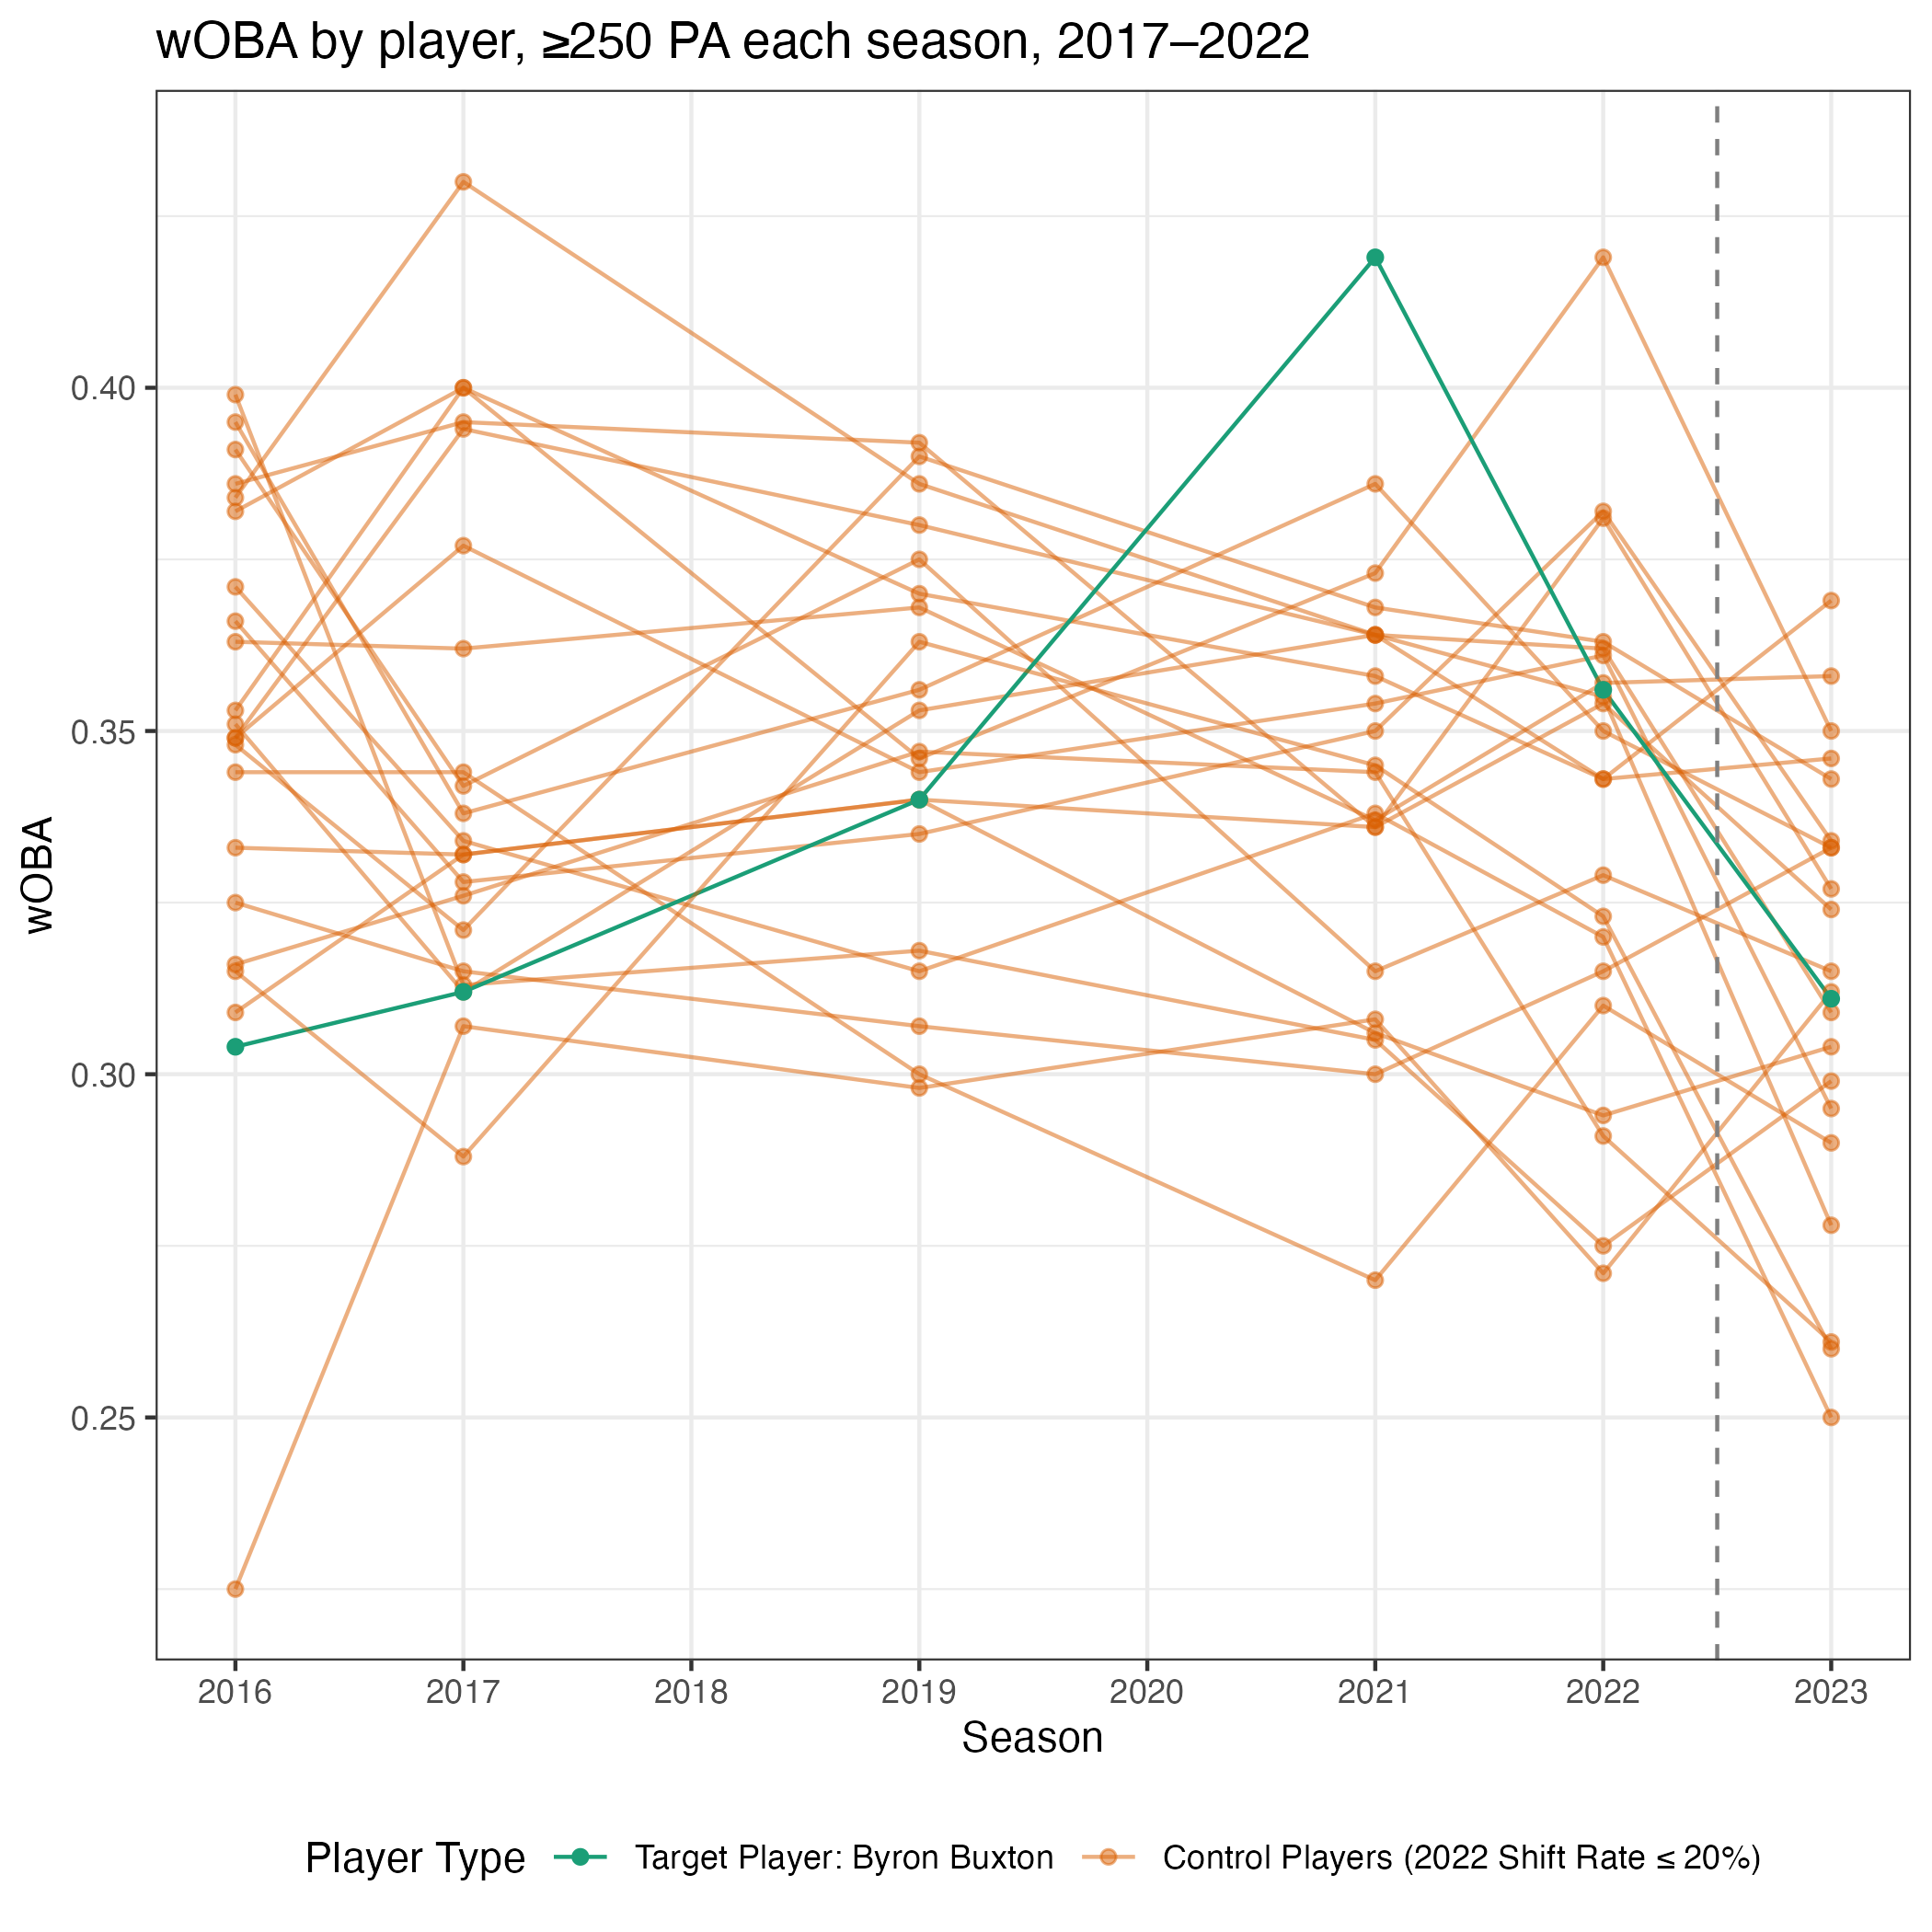 wOBA by player, ≥250 PA each season, 2017–2022
wOBA
0.40
0.35
0.30
0.25
2016 2017 2018 2019 2020 2021 2022 2023
Season
Player Type Target Player: Byron Buxton Control Players (2022 Shift Rate ≤ 20%)